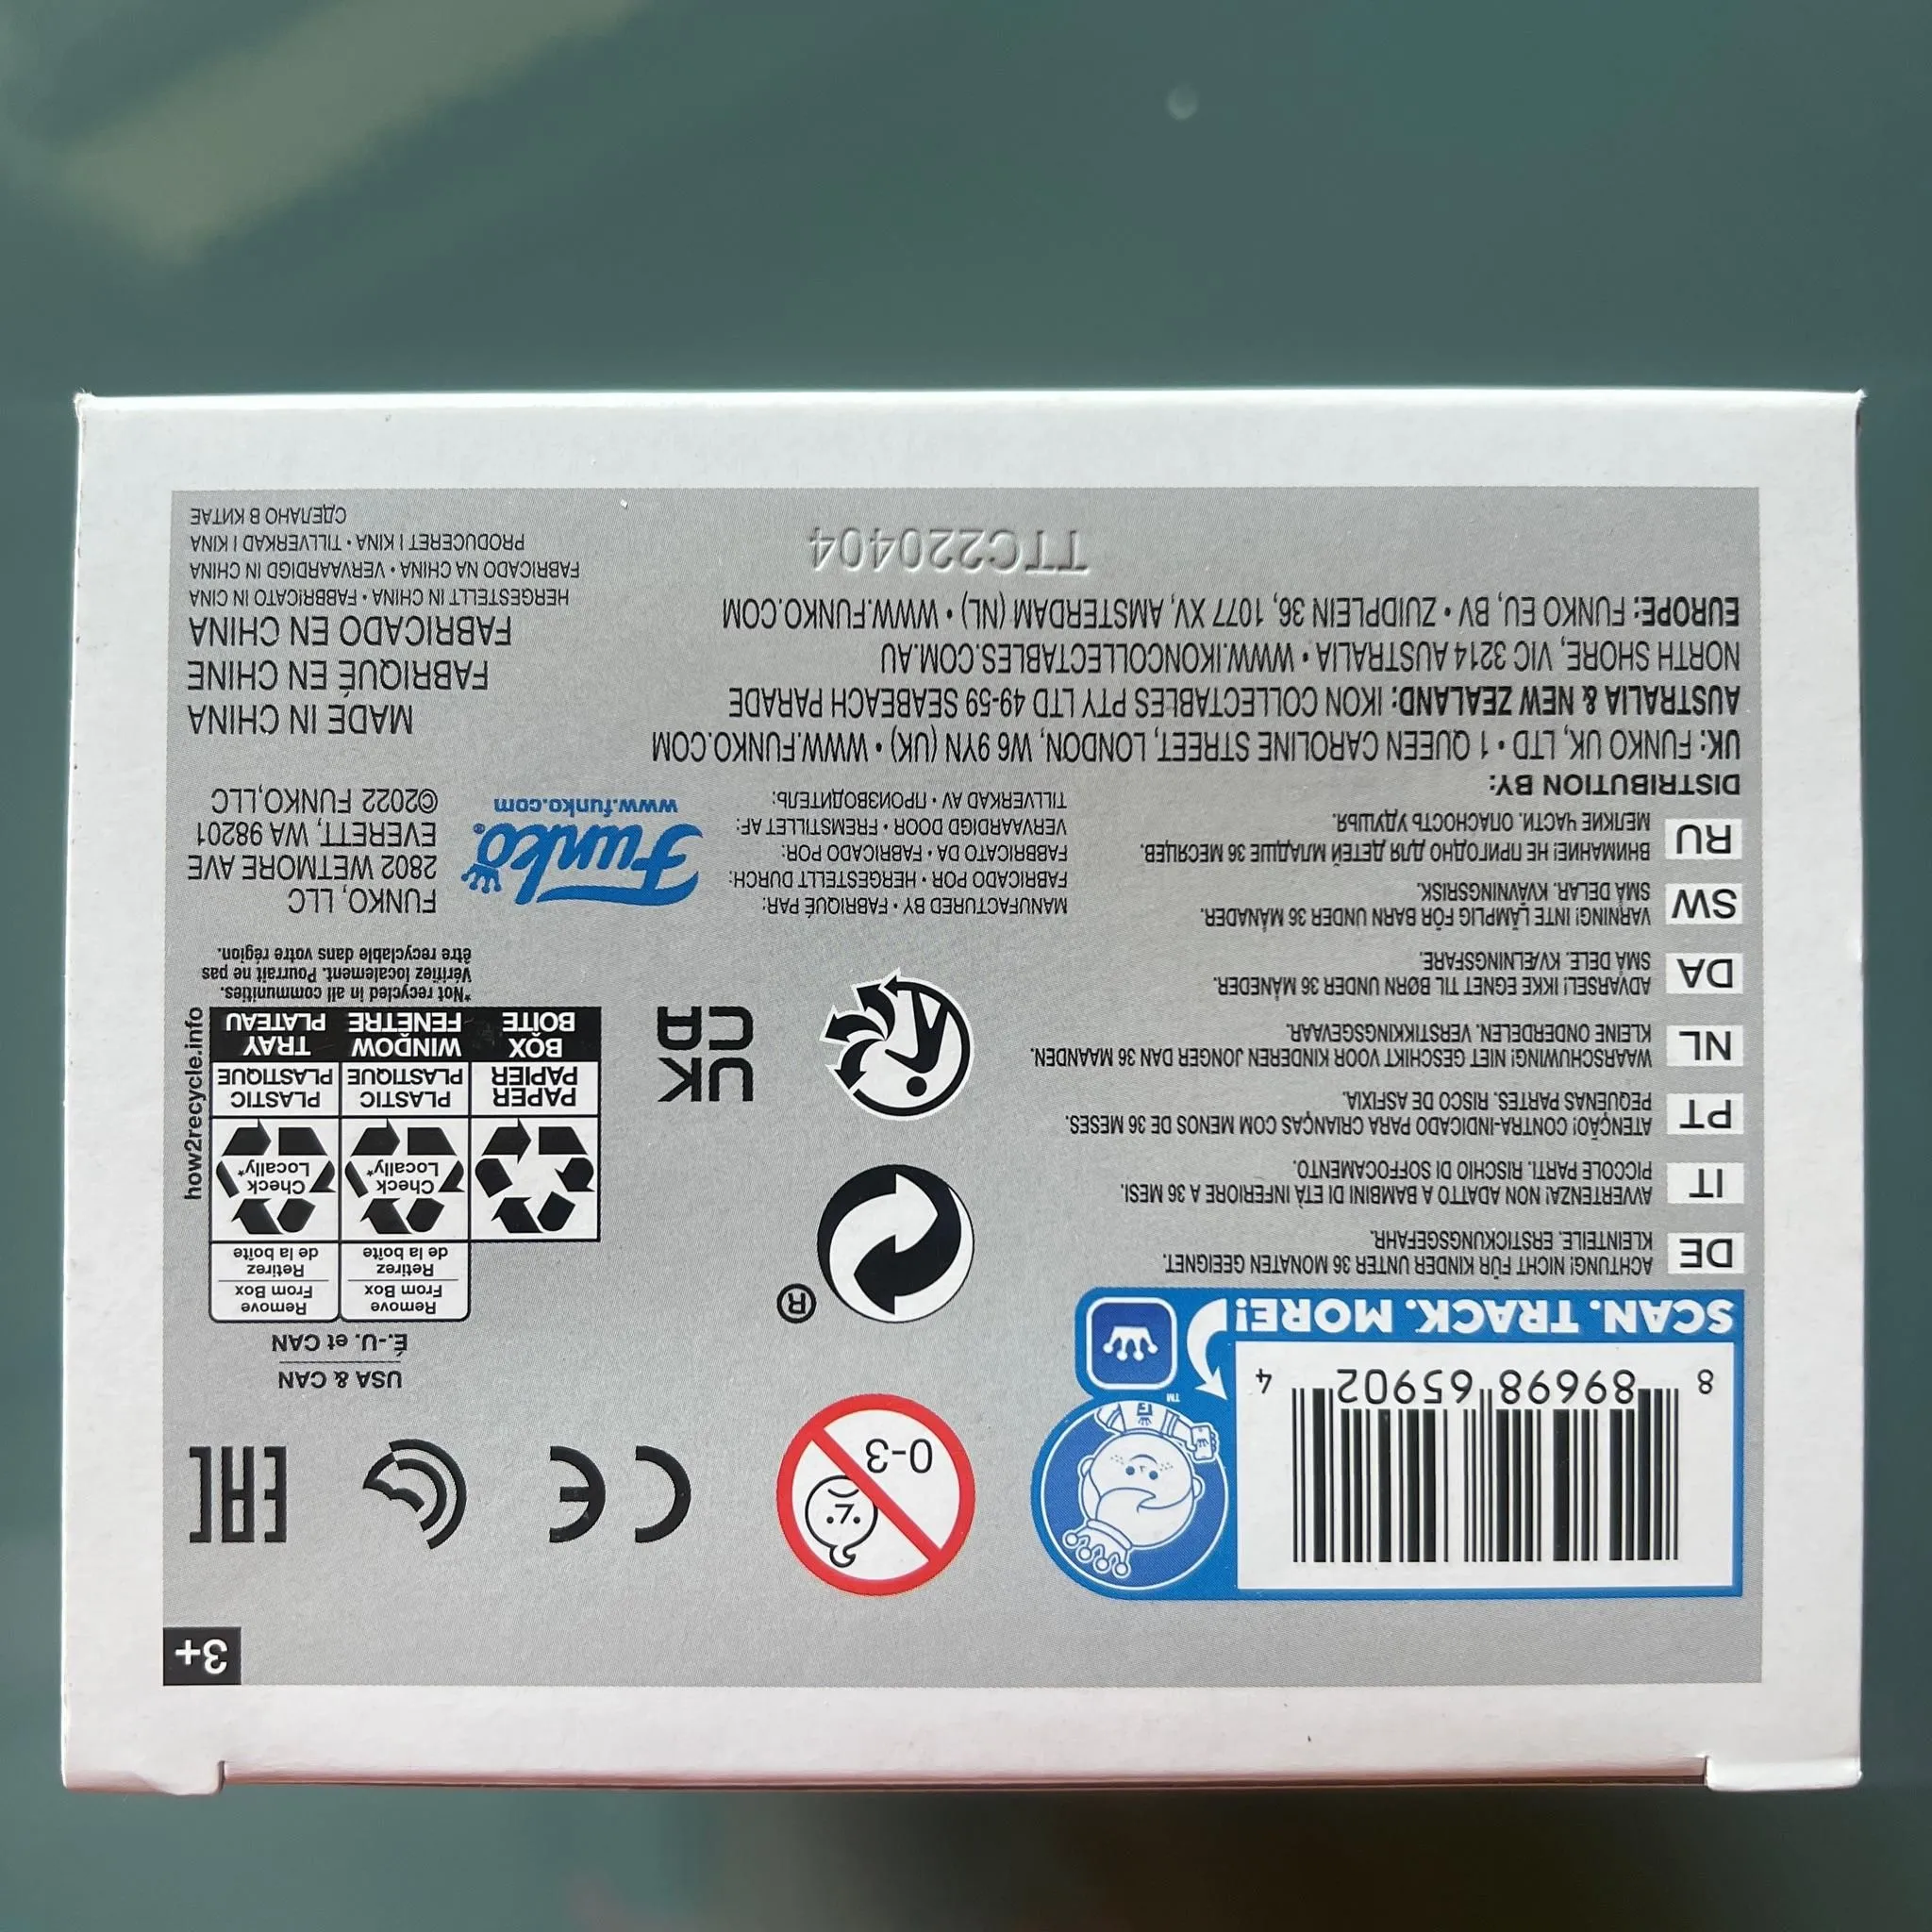 3+
8 89698 65902 4
SCAN. TRACK. MORE!
TM
0-3
CE
EAC
DE
ACHTUNG! NICHT FÜR KINDER UNTER 36 MONATEN GEEIGNET.
KLEINTEILE. ERSTICKUNGSGEFAHR.
IT
AVVERTENZA! NON ADATTO A BAMBINI DI ETÀ INFERIORE A 36 MESI.
PICCOLE PARTI. RISCHIO DI SOFFOCAMENTO.
PT
ATENÇÃO! CONTRA-INDICADO PARA CRIANÇAS COM MENOS DE 36 MESES.
PEQUENAS PARTES. RISCO DE ASFIXIA.
NL
WAARSCHUWING! NIET GESCHIKT VOOR KINDEREN JONGER DAN 36 MAANDEN.
KLEINE ONDERDELEN. VERSTIKKINGSGEVAAR.
DA
ADVARSEL! IKKE EGNET TIL BØRN UNDER 36 MÅNEDER.
SMÅ DELE. KVÆLNINGSFARE.
SW
VARNING! INTE LÄMPLIG FÖR BARN UNDER 36 MÅNADER.
SMÅ DELAR. KVÄVNINGSRISK.
RU
ВНИМАНИЕ! НЕ ПРИГОДНО ДЛЯ ДЕТЕЙ МЛАДШЕ 36 МЕСЯЦЕВ.
МЕЛКИЕ ЧАСТИ. ОПАСНОСТЬ УДУШЬЯ.
®
UK
CA
USA & CAN
É.-U. et CAN
Remove
From Box
Retirez
de la boîte
Remove
From Box
Retirez
de la boîte
Check
Locally*
Check
Locally*
PAPER
PAPIER
PLASTIC
PLASTIQUE
PLASTIC
PLASTIQUE
BOX
BOÎTE
WINDOW
FENÊTRE
TRAY
PLATEAU
how2recycle.info
*Not recycled in all communities.
Vérifiez localement. Pourrait ne pas
être recyclable dans votre région.
MANUFACTURED BY • FABRIQUÉ PAR:
FABRICADO POR • HERGESTELLT DURCH:
FABBRICATO DA • FABRICADO POR:
VERVAARDIGD DOOR • FREMSTILLET AF:
TILLVERKAD AV • ПРОИЗВОДИТЕЛЬ:
Funko®
www.funko.com
FUNKO, LLC
2802 WETMORE AVE
EVERETT, WA 98201
©2022 FUNKO,LLC
DISTRIBUTION BY:
UK: FUNKO UK, LTD • 1 QUEEN CAROLINE STREET, LONDON, W6 9YN (UK) • WWW.FUNKO.COM
AUSTRALIA & NEW ZEALAND: IKON COLLECTABLES PTY LTD 49-59 SEABEACH PARADE
NORTH SHORE, VIC 3214 AUSTRALIA • WWW.IKONCOLLECTABLES.COM.AU
EUROPE: FUNKO EU, BV • ZUIDPLEIN 36, 1077 XV, AMSTERDAM (NL) • WWW.FUNKO.COM
MADE IN CHINA
FABRIQUÉ EN CHINE
FABRICADO EN CHINA
HERGESTELLT IN CHINA • FABBRICATO IN CINA
FABRICADO NA CHINA • VERVAARDIGD IN CHINA
PRODUCERET I KINA • TILLVERKAD I KINA
СДЕЛАНО В КИТАЕ
TTC220404